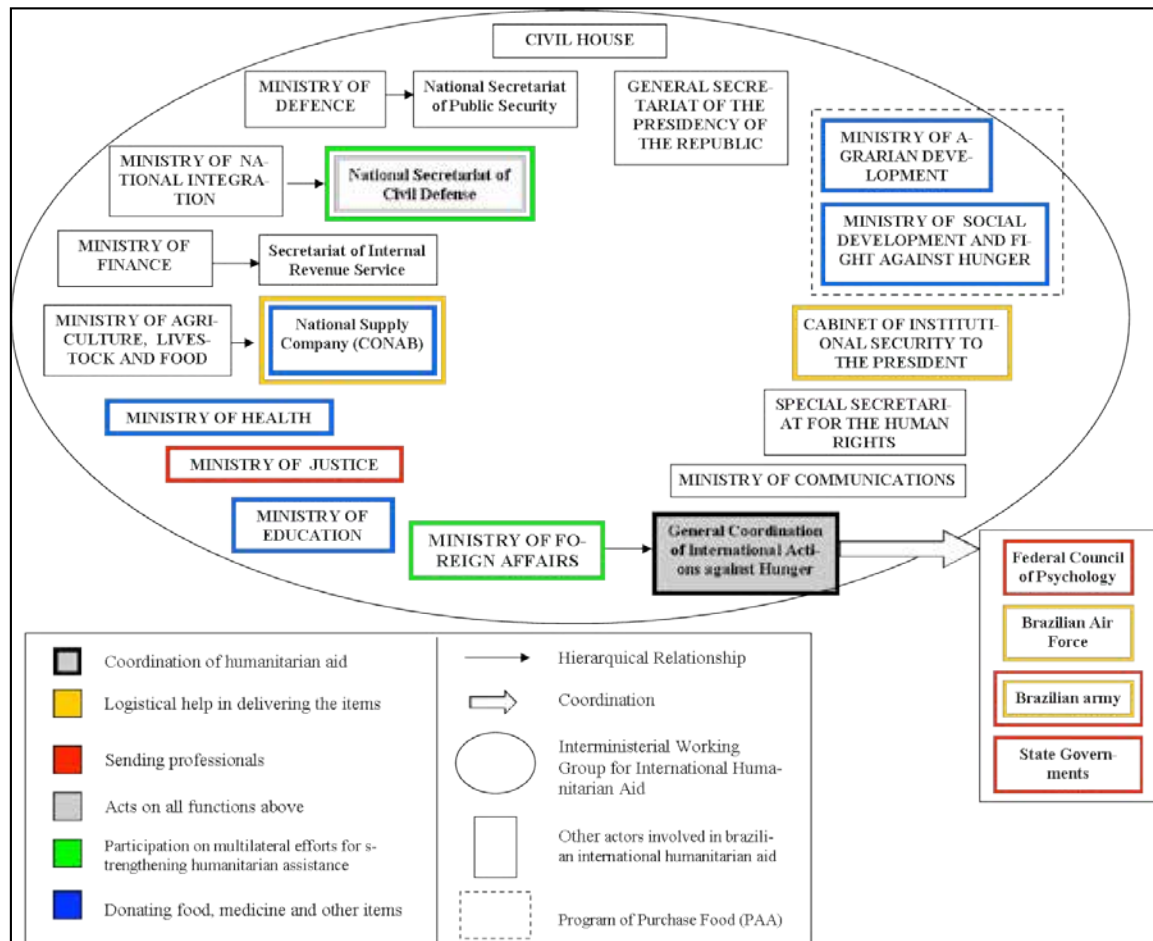 CIVIL HOUSE
MINISTRY OF
DEFENCE
National Secretariat
of Public Security
GENERAL SECRE-
TARIAT OF THE
PRESIDENCY OF
THE REPUBLIC
MINISTRY OF A-
GRARIAN DEVE-
LOPMENT
MINISTRY OF NA-
TIONAL INTEGRA-
TION
National Secretariat of
Civil Defense
MINISTRY OF SOCIAL
DEVELOPMENT AND FI-
GHT AGAINST HUNGER
MINISTRY OF
FINANCE
Secretariat of Internal
Revenue Service
MINISTRY OF AGRI-
CULTURE, LIVES-
TOCK AND FOOD
National Supply
Company (CONAB)
CABINET OF INSTITUTI-
ONAL SECURITY TO
THE PRESIDENT
MINISTRY OF HEALTH
SPECIAL SECRETARI-
AT FOR THE HUMAN
RIGHTS
MINISTRY OF JUSTICE
MINISTRY OF COMMUNICATIONS
MINISTRY OF
EDUCATION
MINISTRY OF FO-
REIGN AFFAIRS
General Coordination
of International Acti-
ons against Hunger
Federal Council
of Psychology
Brazilian Air
Force
Brazilian army
State Govern-
ments
Coordination of humanitarian aid
Logistical help in delivering the items
Sending professionals
Acts on all functions above
Participation on multilateral efforts for s-
trengthening humanitarian assistance
Donating food, medicine and other items
Hierarquical Relationship
Coordination
Interministerial Working
Group for International Huma-
nitarian Aid
Other actors involved in brazili-
an international humanitarian aid
Program of Purchase Food (PAA)